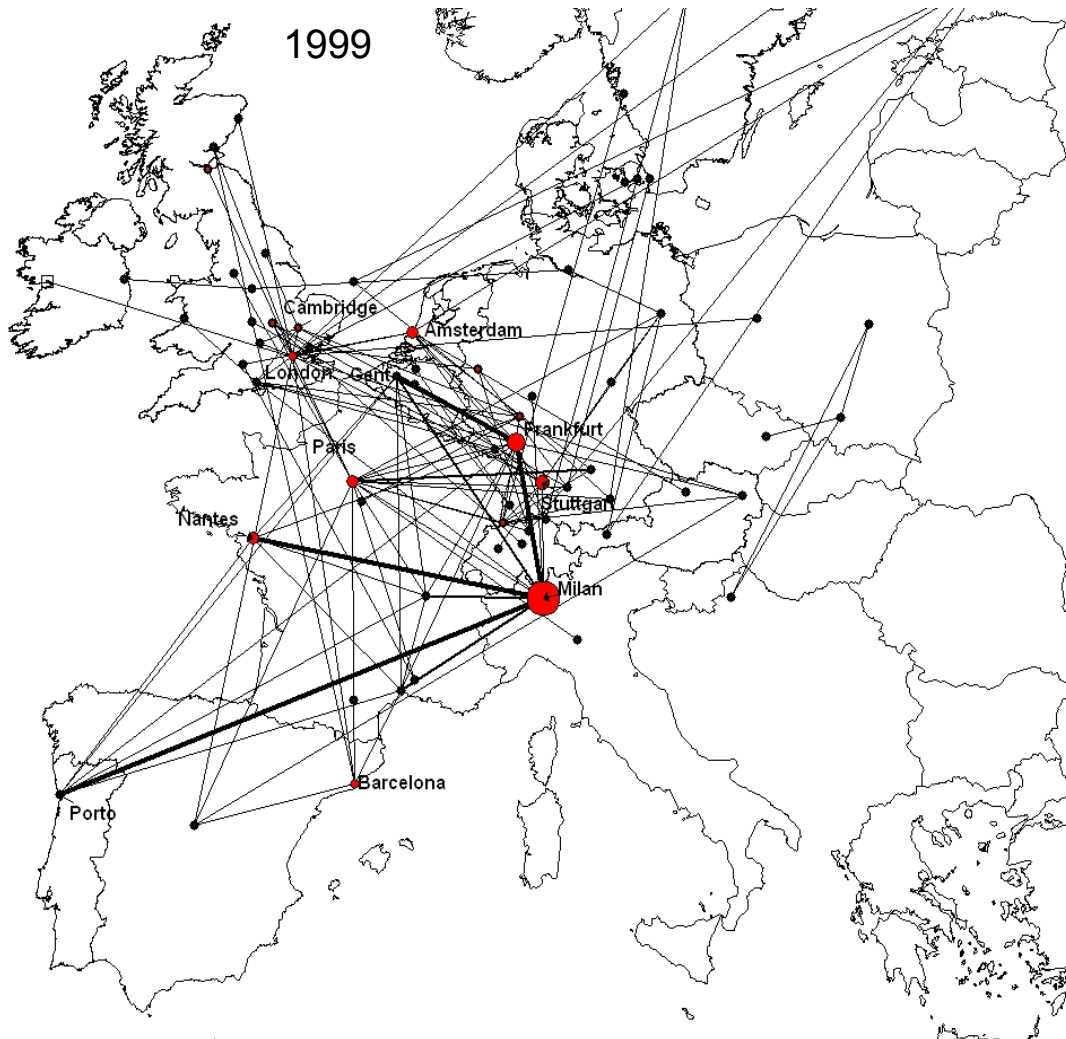 1999
Cambridge
Amsterdam
London
Gent
Frankfurt
Paris
Stuttgart
Nantes
Milan
Barcelona
Porto